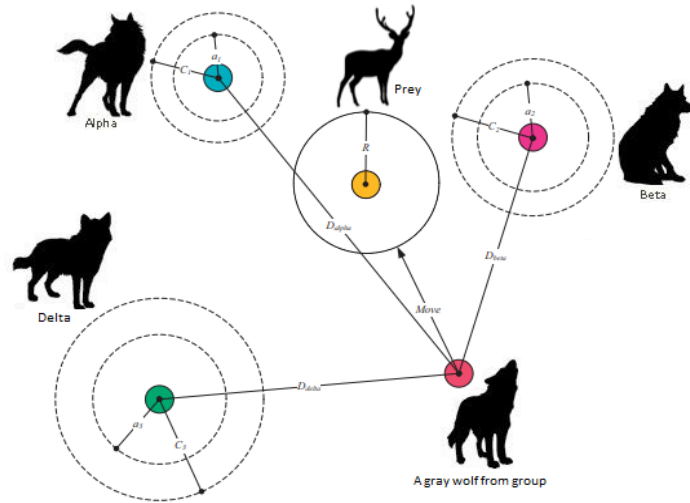 a1
C1
Alpha
Prey
R
a2
C2
Beta
Dalpha
Dbeta
Move
Delta
Ddelta
a3
C3
A gray wolf from group